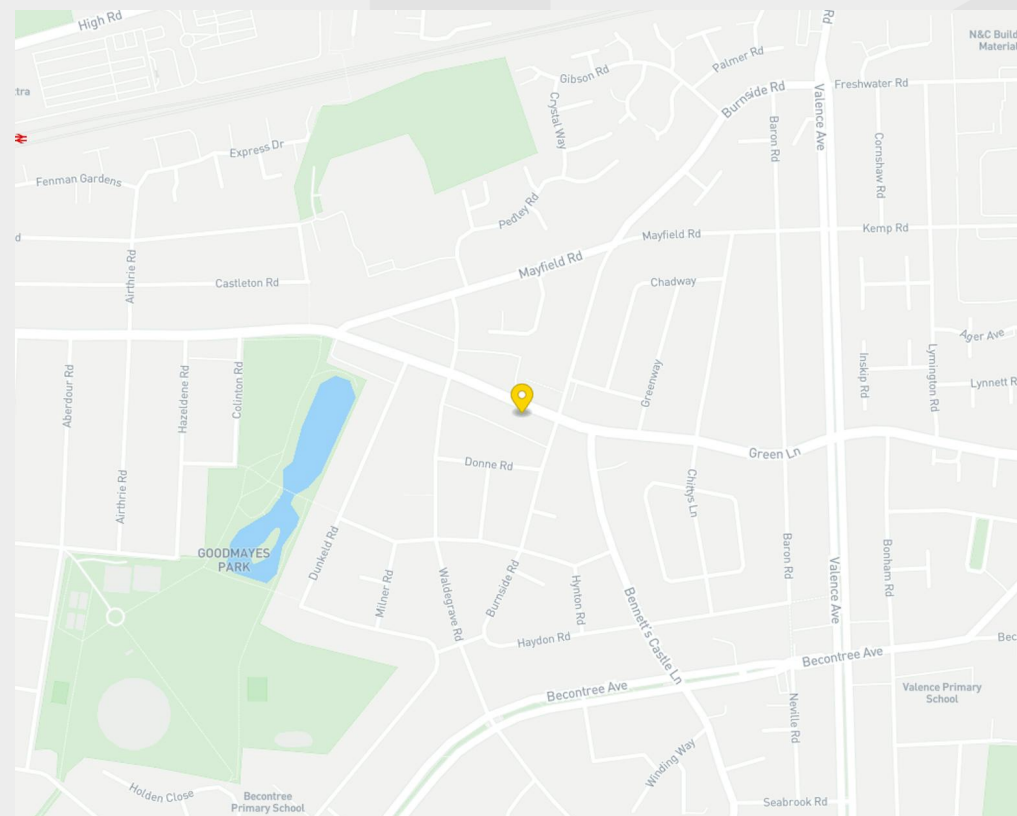 High Rd
N&C Build
Material
Palmer Rd
Gibson Rd
Crystal Way
Burnside Rd
Freshwater Rd
Rd
Valence Ave
Baron Rd
Cornshaw Rd
tra
Express Dr
Fenman Gardens
Pedley Rd
d
Airthrie Rd
Castleton Rd
Mayfield Rd
Mayfield Rd
Kemp Rd
Chadway
Ager Ave
Aberdour Rd
Hazeldene Rd
Colinton Rd
Greenway
Inskip Rd
Lymington Rd
Lynnett R
Airthrie Rd
Donne Rd
Green Ln
Chittys Ln
GOODMAYES
PARK
Dunkeld Rd
Milner Rd
Waldegrave Rd
Burnside Rd
Hynton Rd
Haydon Rd
Bennett's Castle Ln
Baron Rd
Valence Ave
Bonham Rd
Bec
Becontree Ave
Becontree Ave
Valence Primary
School
Neville Rd
Winding Way
Holden Close
Becontree
Primary School
Seabrook Rd